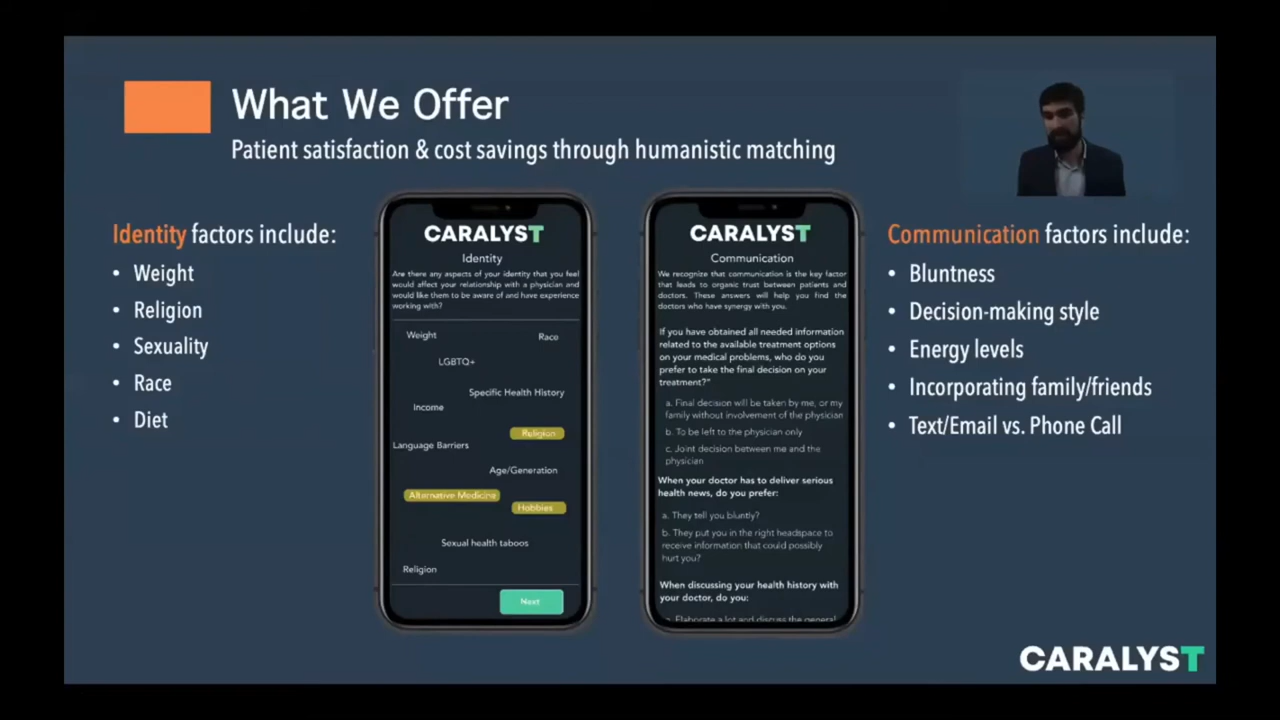 What We Offer
Patient satisfaction & cost savings through humanistic matching
Identity factors include:
• Weight
• Religion
• Sexuality
• Race
• Diet
CARALYST
Identity
Are there any aspects of your identity that you feel
would affect your relationship with a physician and
would like them to be aware of and have experience
working with?
Weight
Race
LGBTQ+
Specific Health History
Income
Religion
Language Barriers
Age/Generation
Alternative Medicine
Hobbies
Sexual health taboos
Religion
Next
CARALYST
Communication
We recognize that communication is the key factor
that leads to organic trust between patients and
doctors. These answers will help you find the
doctors who have synergy with you.
If you have obtained all needed information
related to the available treatment options
on your medical problems, who do you
prefer to take the final decision on your
treatment?"
a. Final decision will be taken by me, or my
family without involvement of the physician
b. To be left to the physician only
c. Joint decision between me and the
physician
When your doctor has to deliver serious
health news, do you prefer:
a. They tell you bluntly?
b. They put you in the right headspace to
receive information that could possibly
hurt you?
When discussing your health history with
your doctor, do you:
a. Elaborate a lot and discuss the general
Communication factors include:
• Bluntness
• Decision-making style
• Energy levels
• Incorporating family/friends
• Text/Email vs. Phone Call
CARALYST